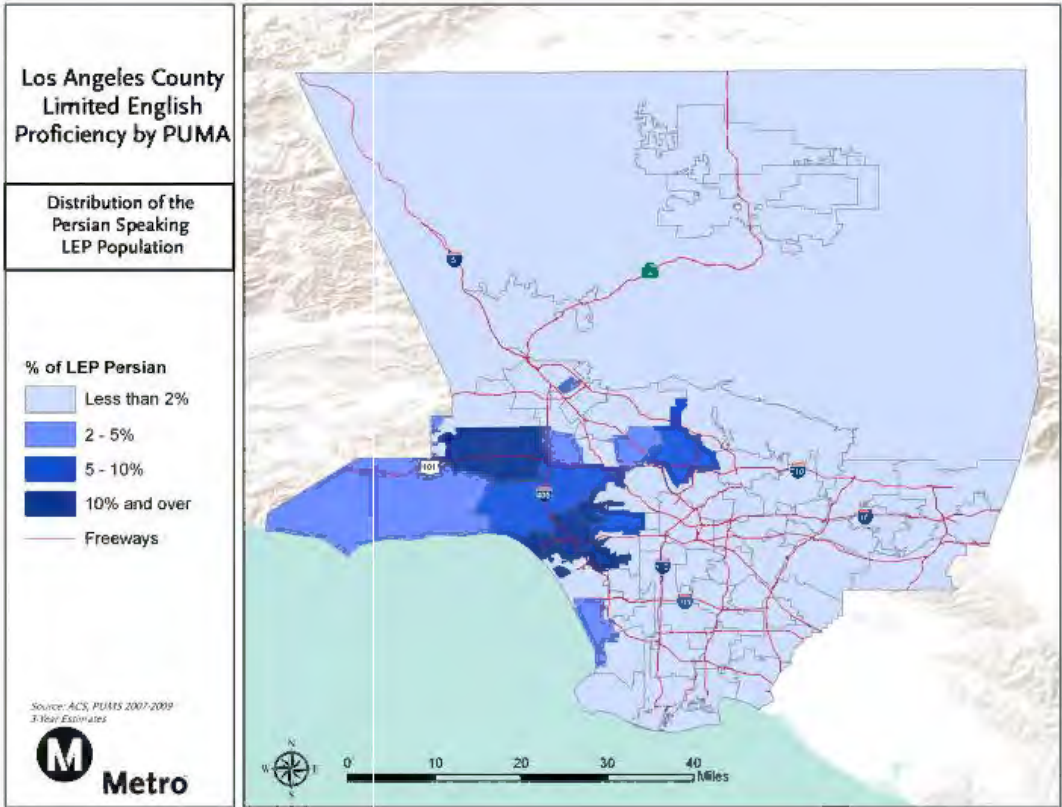 Los Angeles County
Limited English
Proficiency by PUMA
Distribution of the
Persian Speaking
LEP Population
% of LEP Persian
Less than 2%
2 - 5%
5 - 10%
10% and over
Freeways
Source: ACS, PUMS 2007-2009
3-Year Estimates
M
Metro
5
101
405
210
N
W
E
S
0
10
20
30
40
Miles